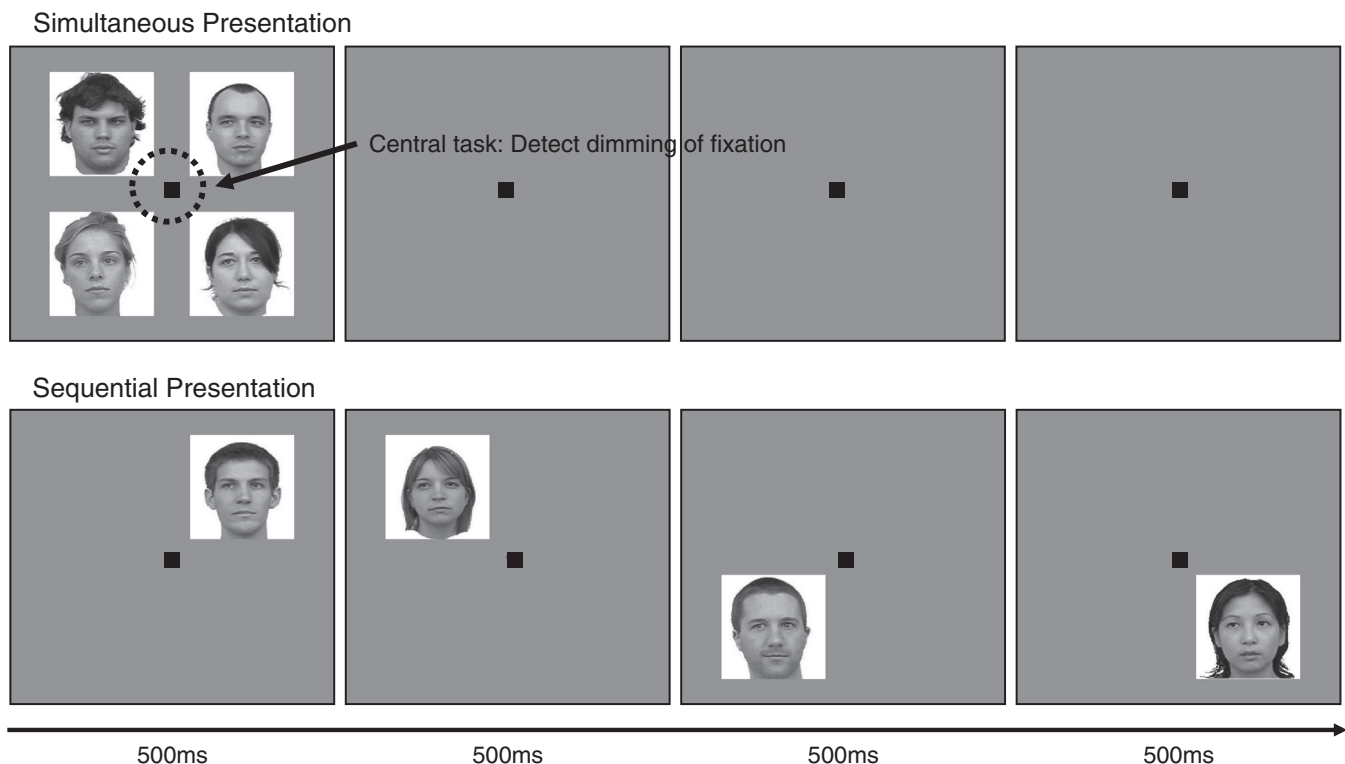 Simultaneous Presentation
Central task: Detect dimming of fixation
Sequential Presentation
500ms
500ms
500ms
500ms